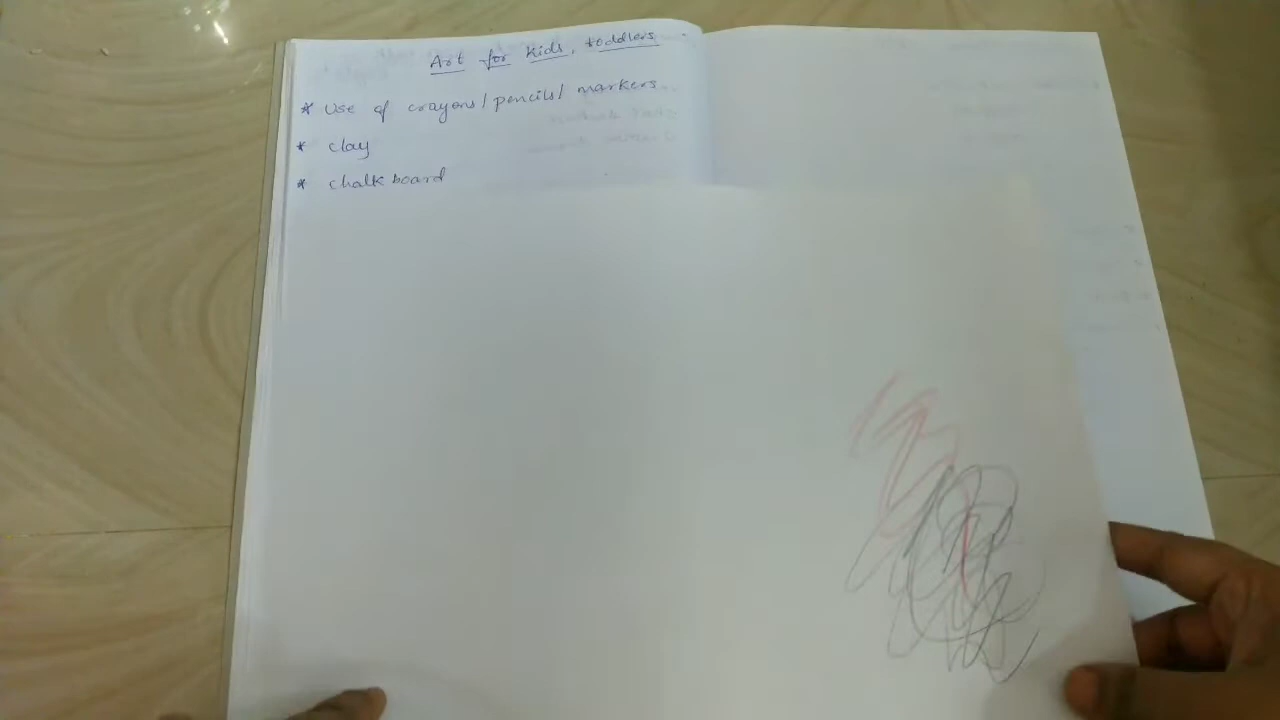 Art for kids, toddlers
* Use of crayons/pencils/ markers
* clay
* chalk board